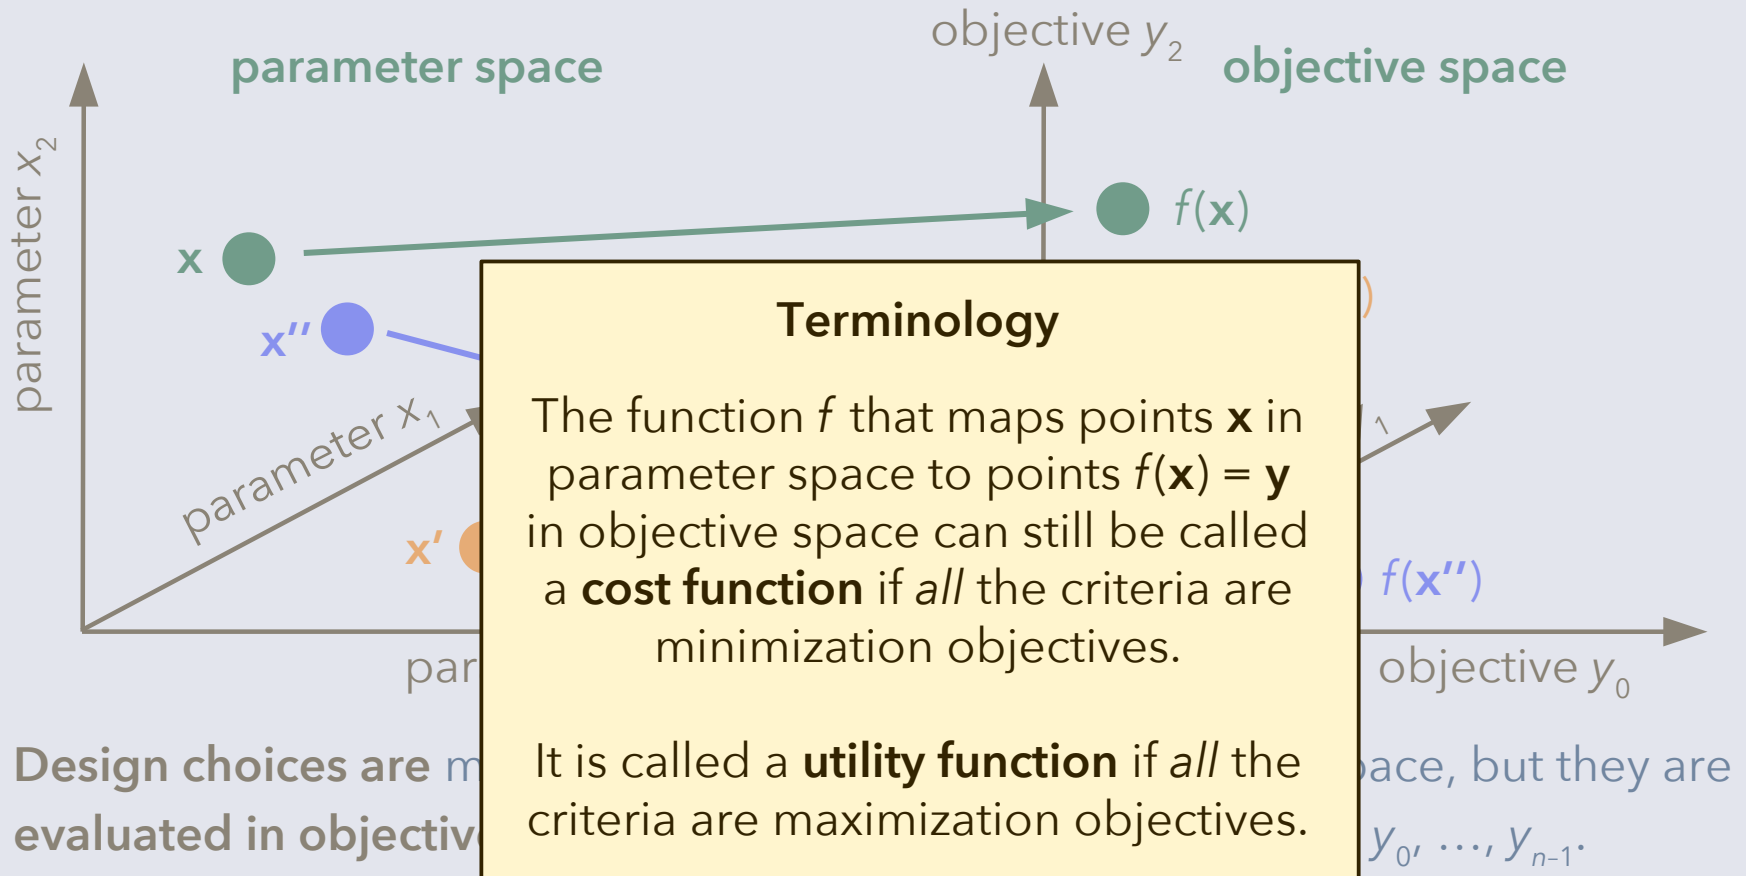 objective y₂
parameter space
objective space
parameter x₂
f(x)
x
x′′
)
Terminology
The function f that maps points x in
parameter space to points f(x) = y
in objective space can still be called
a cost function if all the criteria are
minimization objectives.
It is called a utility function if all the
criteria are maximization objectives.
parameter x₁
1
x′
f(x′′)
objective y₀
Design choices are
, but they are
evaluated in
y₀, …, yₙ₋₁.